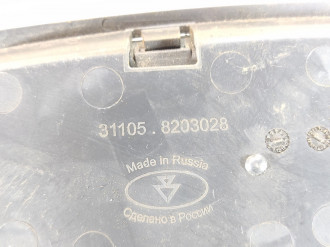 31105 . 8203028
Made in Russia
Сделано в России